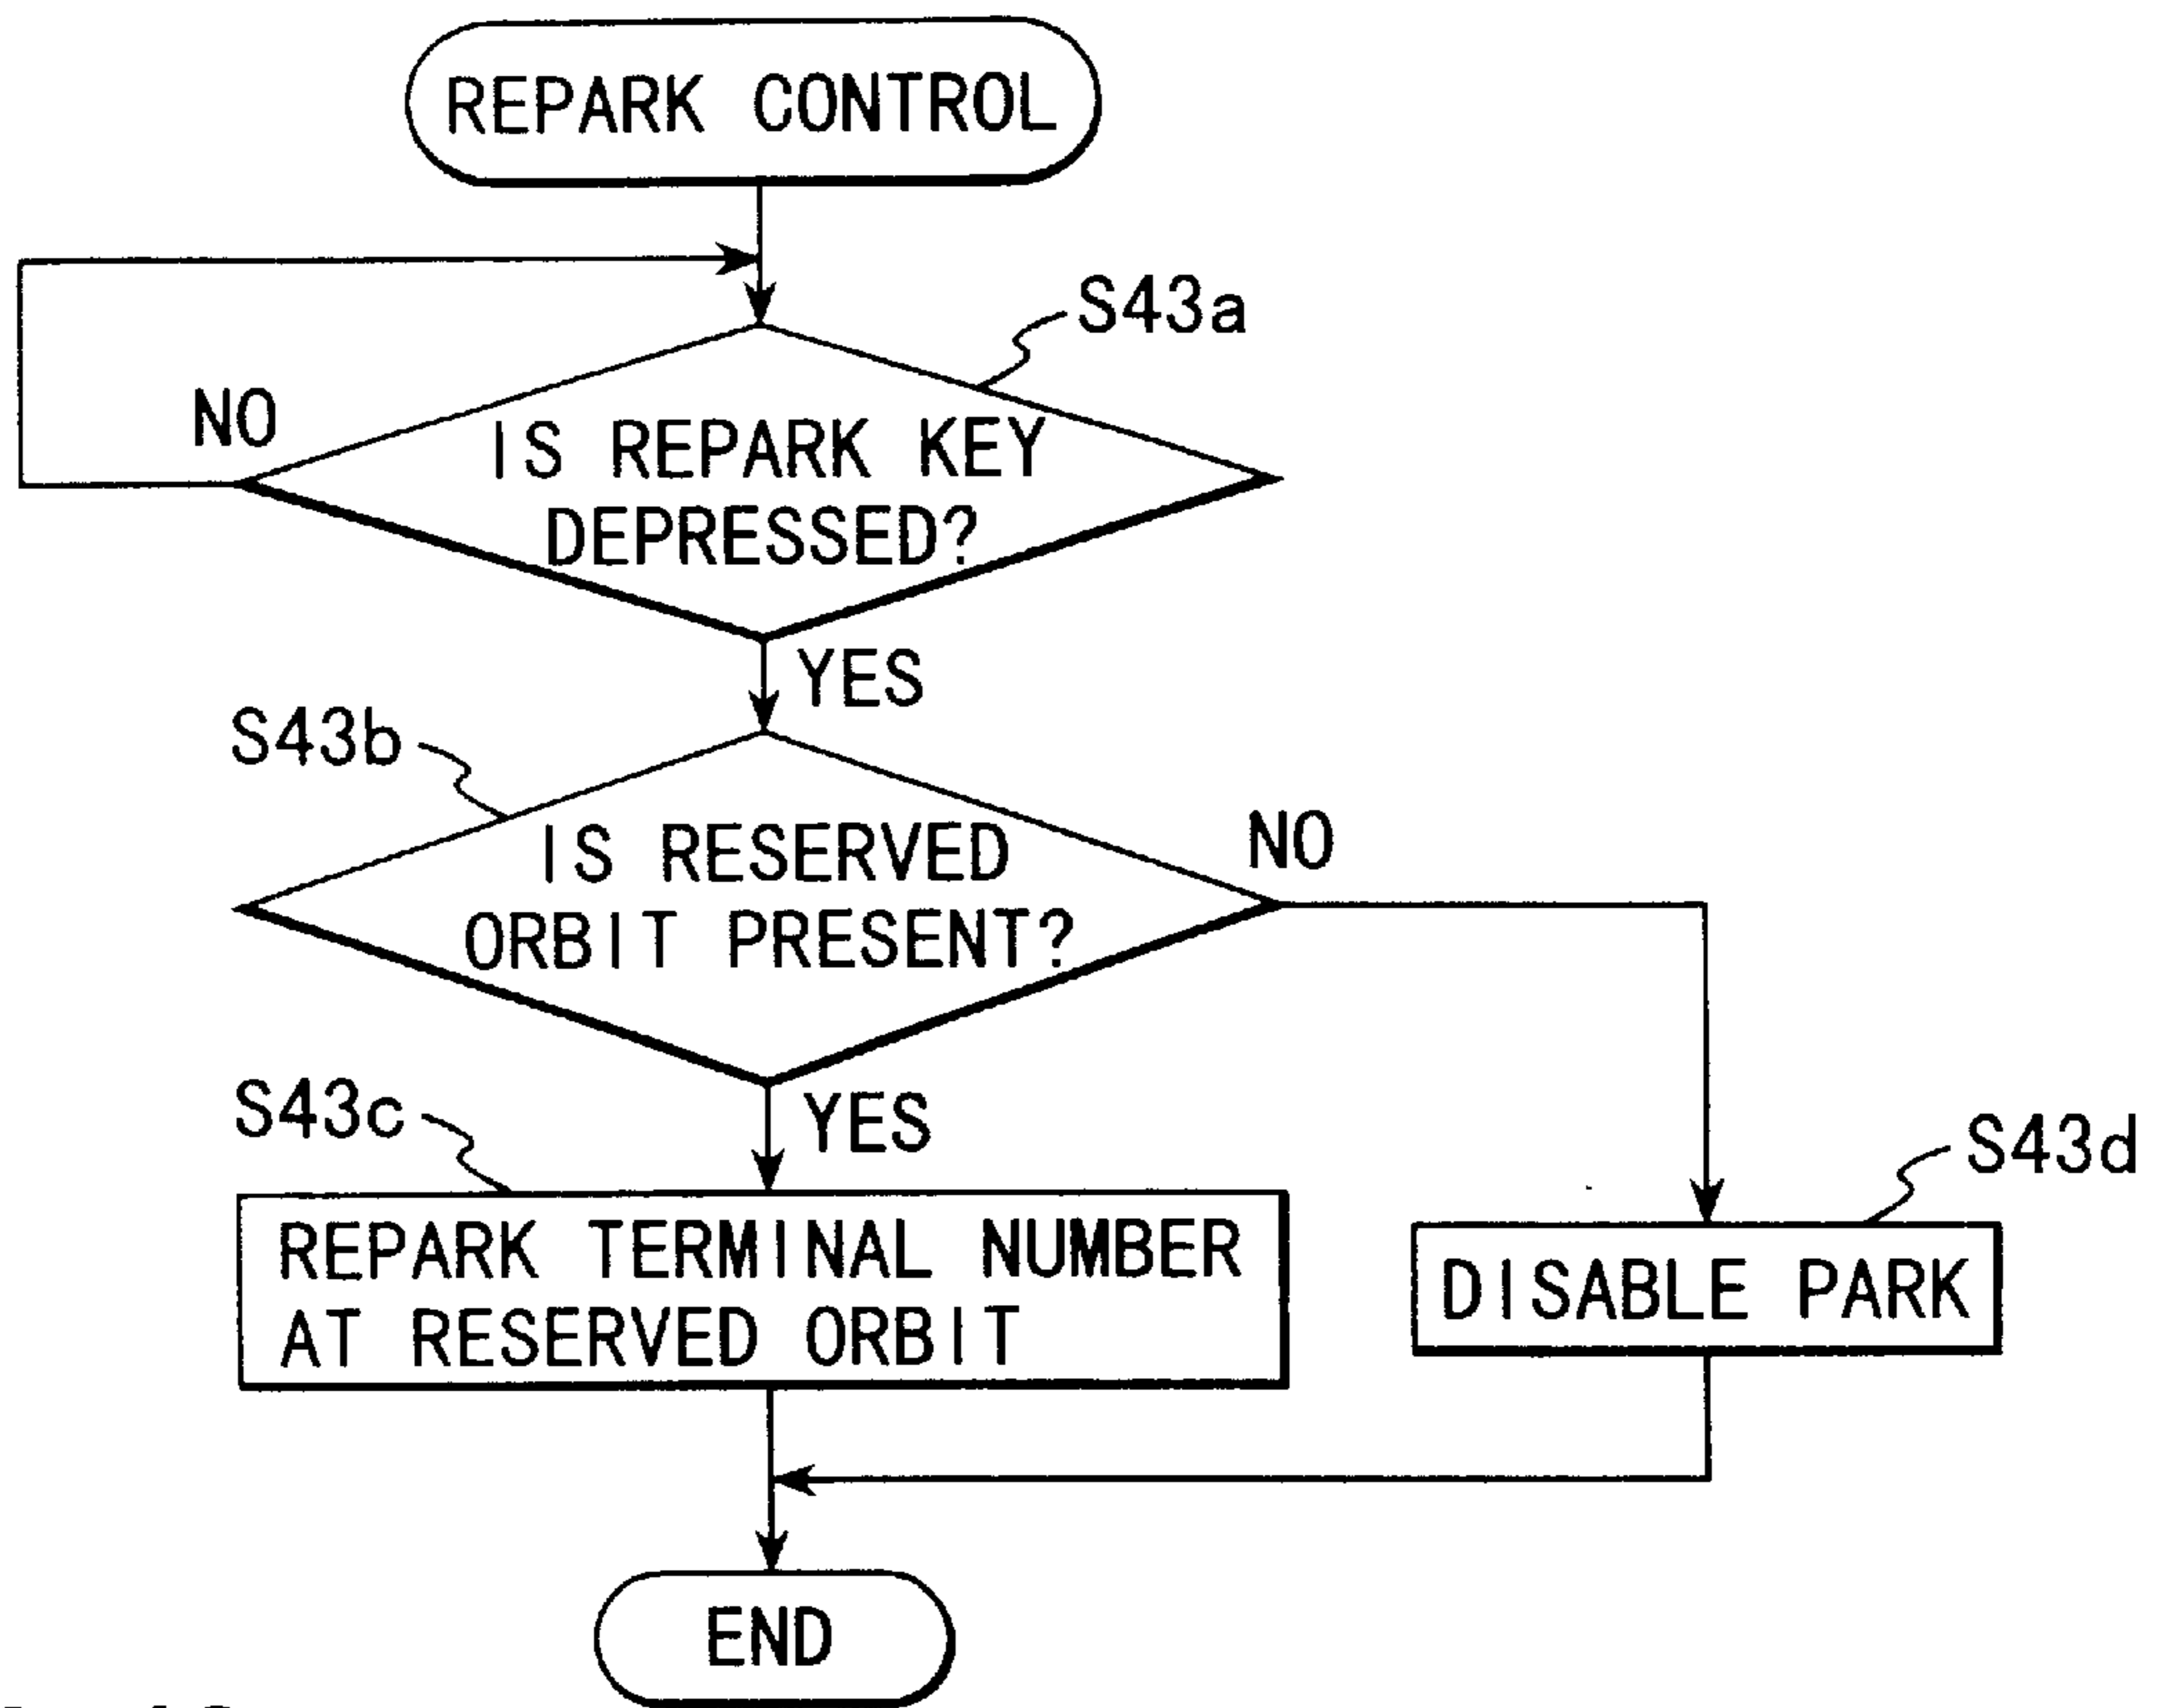 REPARK CONTROL
S43a
NO
IS REPARK KEY
DEPRESSED?
YES
S43b
NO
IS RESERVED
ORBIT PRESENT?
YES
S43c
S43d
REPARK TERMINAL NUMBER
AT RESERVED ORBIT
DISABLE PARK
END